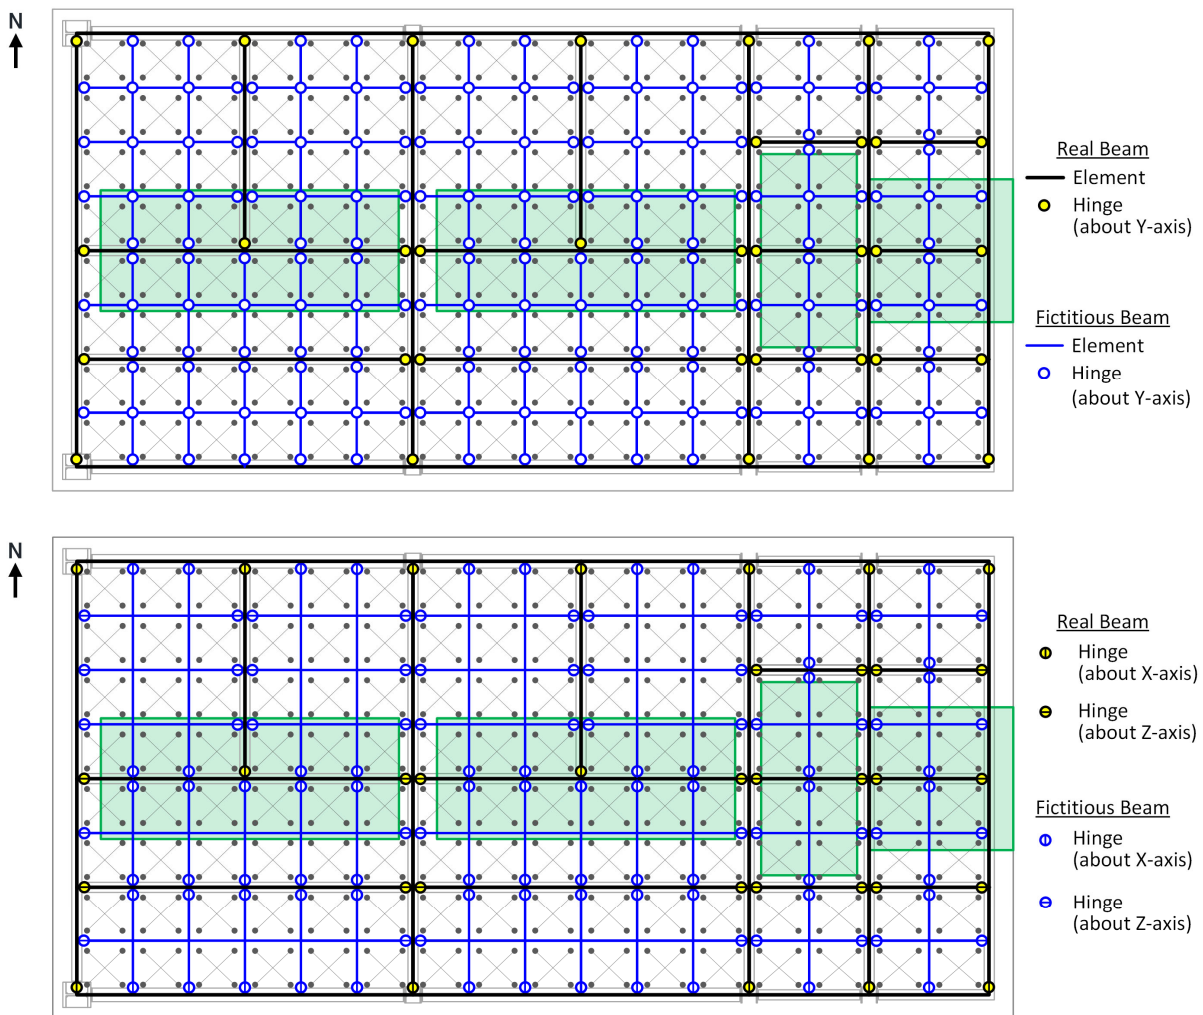 N
Real Beam
Element
Hinge
(about Y-axis)
Fictitious Beam
Element
Hinge
(about Y-axis)
N
Real Beam
Hinge
(about X-axis)
Hinge
(about Z-axis)
Fictitious Beam
Hinge
(about X-axis)
Hinge
(about Z-axis)